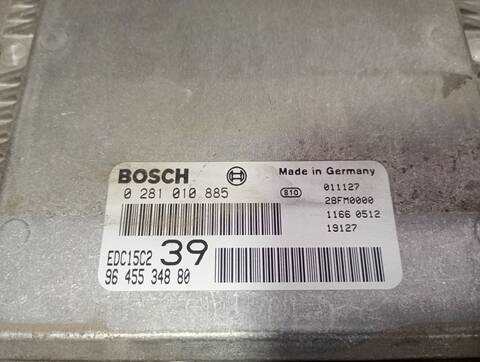 BOSCH
Made in Germany
0 281 010 885
810
011127
28FM0000
1166 0512
19127
EDC15C2 39
96 455 348 80